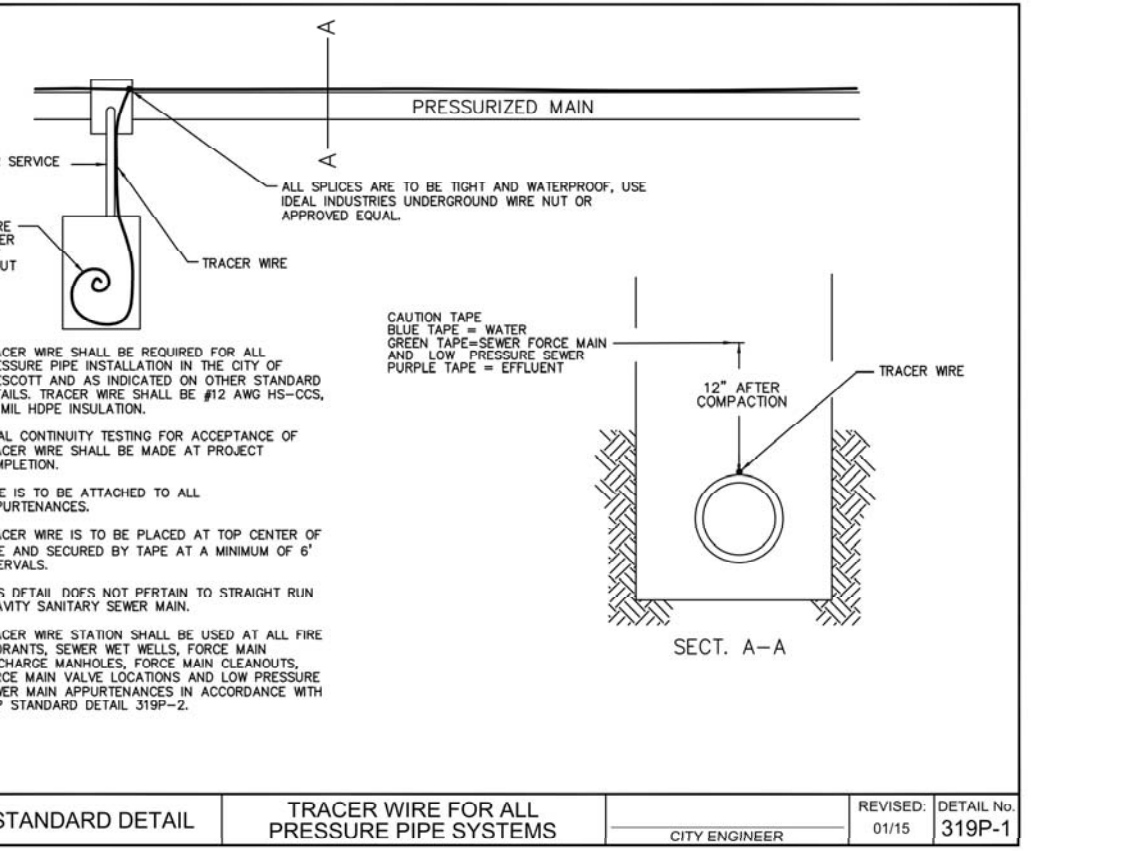 A
PRESSURIZED MAIN
A
SERVICE
ALL SPLICES ARE TO BE TIGHT AND WATERPROOF, USE
IDEAL INDUSTRIES UNDERGROUND WIRE NUT OR
APPROVED EQUAL.
RE
ER
UT
TRACER WIRE
CAUTION TAPE
BLUE TAPE = WATER
GREEN TAPE=SEWER FORCE MAIN
AND LOW PRESSURE SEWER
PURPLE TAPE = EFFLUENT
TRACER WIRE
12" AFTER
COMPACTION
ACER WIRE SHALL BE REQUIRED FOR ALL
ESSURE PIPE INSTALLATION IN THE CITY OF
ESCOTT AND AS INDICATED ON OTHER STANDARD
AILS. TRACER WIRE SHALL BE #12 AWG HS-CCS,
MIL HDPE INSULATION.
AL CONTINUITY TESTING FOR ACCEPTANCE OF
ACER WIRE SHALL BE MADE AT PROJECT
MPLETION.
E IS TO BE ATTACHED TO ALL
PURTENANCES.
ACER WIRE IS TO BE PLACED AT TOP CENTER OF
E AND SECURED BY TAPE AT A MINIMUM OF 6'
ERVALS.
S DETAIL DOES NOT PERTAIN TO STRAIGHT RUN
AVITY SANITARY SEWER MAIN.
ACER WIRE STATION SHALL BE USED AT ALL FIRE
DRANTS, SEWER WET WELLS, FORCE MAIN
CHARGE MANHOLES, FORCE MAIN CLEANOUTS,
RCE MAIN VALVE LOCATIONS AND LOW PRESSURE
WER MAIN APPURTENANCES IN ACCORDANCE WITH
P STANDARD DETAIL 319P-2.
SECT. A-A
STANDARD DETAIL
TRACER WIRE FOR ALL
PRESSURE PIPE SYSTEMS
CITY ENGINEER
REVISED:
01/15
DETAIL No.
319P-1